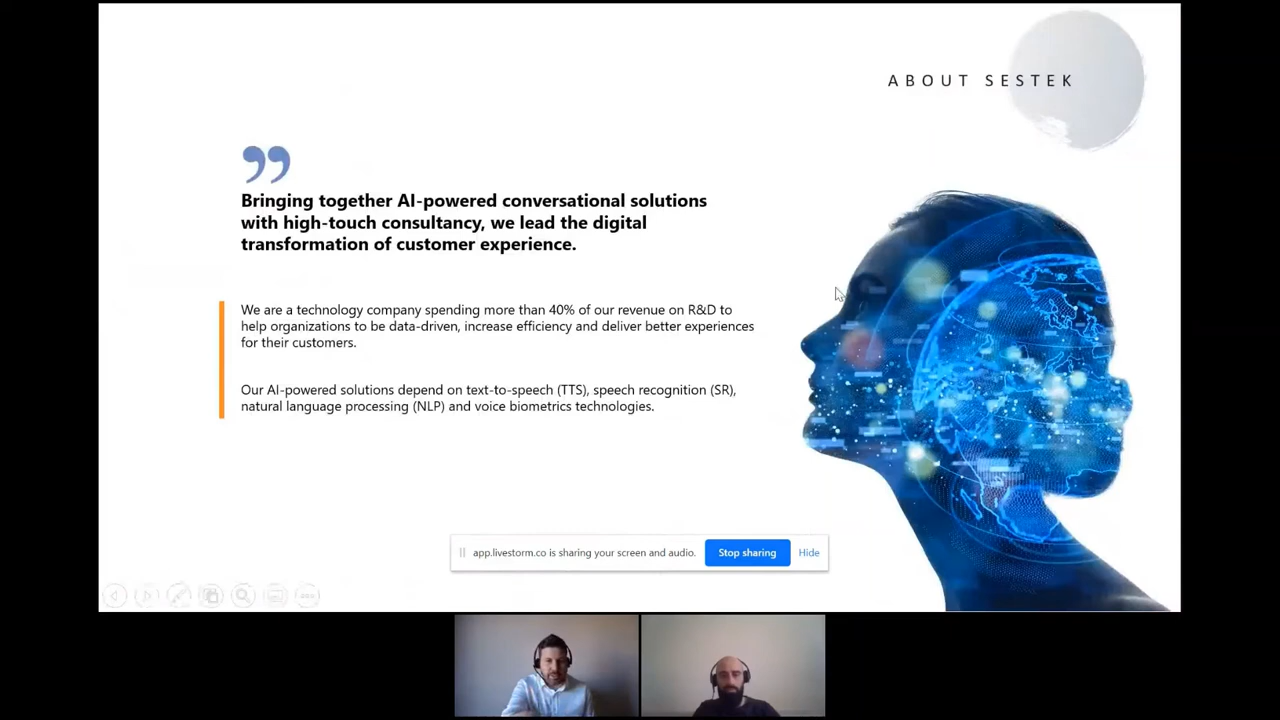 ABOUT SESTEK
Bringing together AI-powered conversational solutions
with high-touch consultancy, we lead the digital
transformation of customer experience.
We are a technology company spending more than 40% of our revenue on R&D to
help organizations to be data-driven, increase efficiency and deliver better experiences
for their customers.
Our AI-powered solutions depend on text-to-speech (TTS), speech recognition (SR),
natural language processing (NLP) and voice biometrics technologies.
app.livestorm.co is sharing your screen and audio. Stop sharing Hide